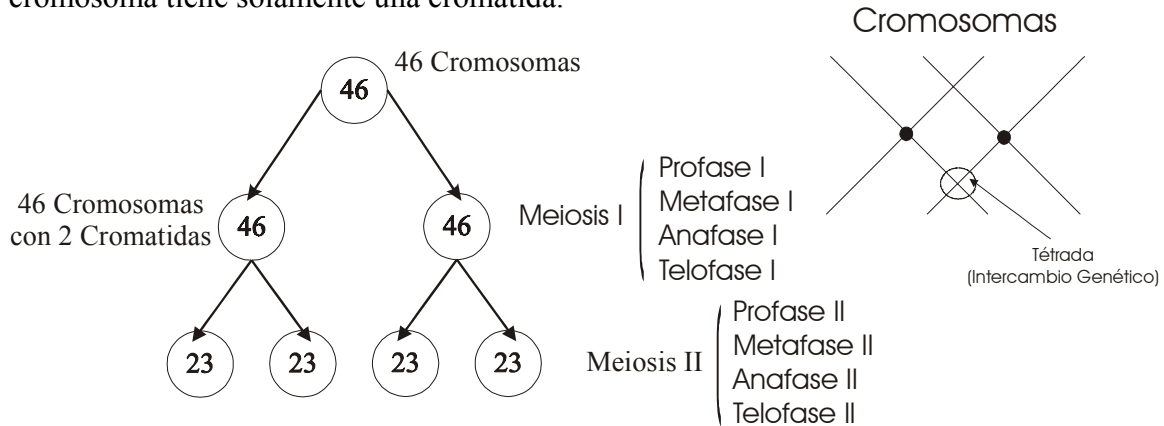 cromosoma tiene solamente una cromátida.
Cromosomas
46 Cromosomas
46
46 Cromosomas
con 2 Cromatidas
46
46
Meiosis I
Profase I
Metafase I
Anafase I
Telofase I
Tétrada
(Intercambio Genético)
23
23
23
23
Meiosis II
Profase II
Metafase II
Anafase II
Telofase II